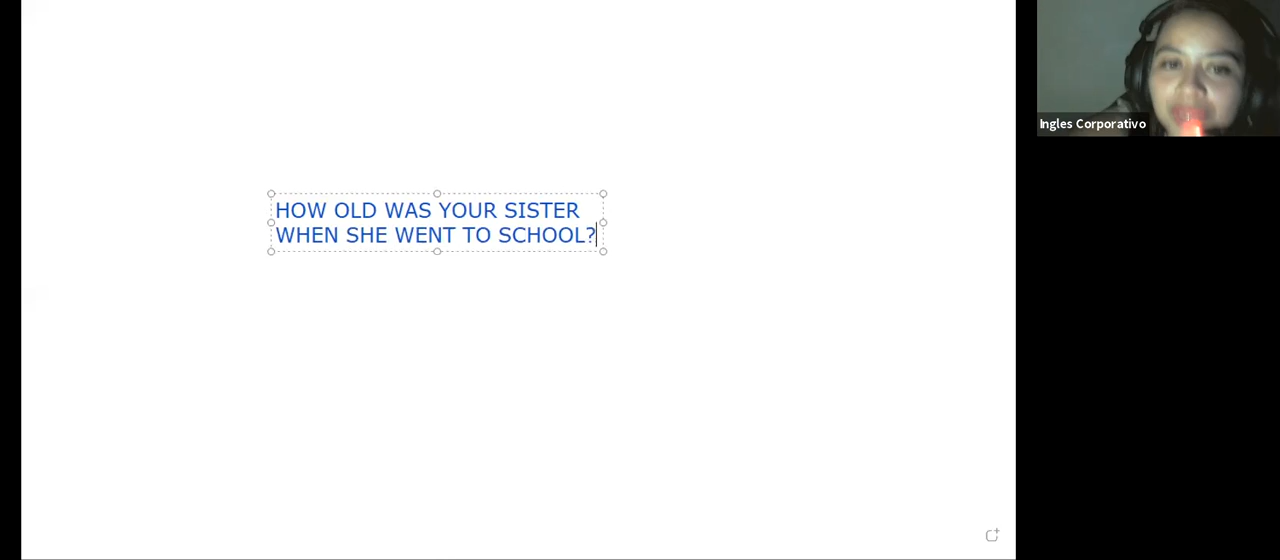 HOW OLD WAS YOUR SISTER
WHEN SHE WENT TO SCHOOL?
Ingles Corporativo